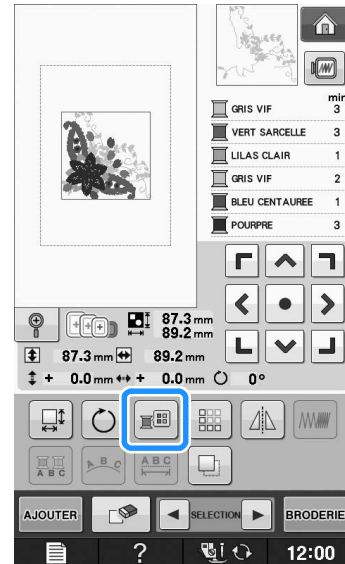 min
GRIS VIF 3
VERT SARCELLE 3
LILAS CLAIR 1
GRIS VIF 2
BLEU CENTAUREE 1
POURPRE 3
87.3 mm
89.2 mm
87.3 mm 89.2 mm
+ 0.0 mm + 0.0 mm 0°
A B C A B C A B C
AJOUTER SELECTION BRODERIE
? 12:00